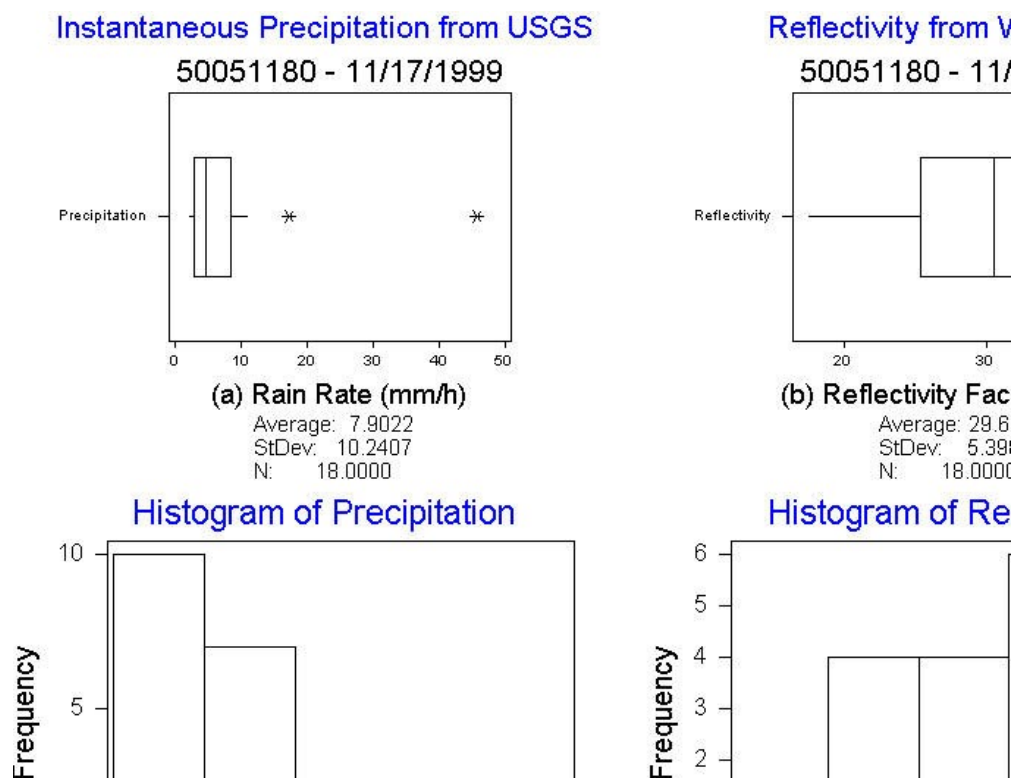 Instantaneous Precipitation from USGS
50051180 - 11/17/1999
Precipitation
0 10 20 30 40 50
(a) Rain Rate (mm/h)
Average: 7.9022
StDev: 10.2407
N: 18.0000
Histogram of Precipitation
10
5
Frequency
Reflectivity from
50051180 - 11/
Reflectivity
20 30
(b) Reflectivity Fac
Average: 29.6
StDev: 5.398
N: 18.0000
Histogram of Re
6
5
4
3
2
Frequency